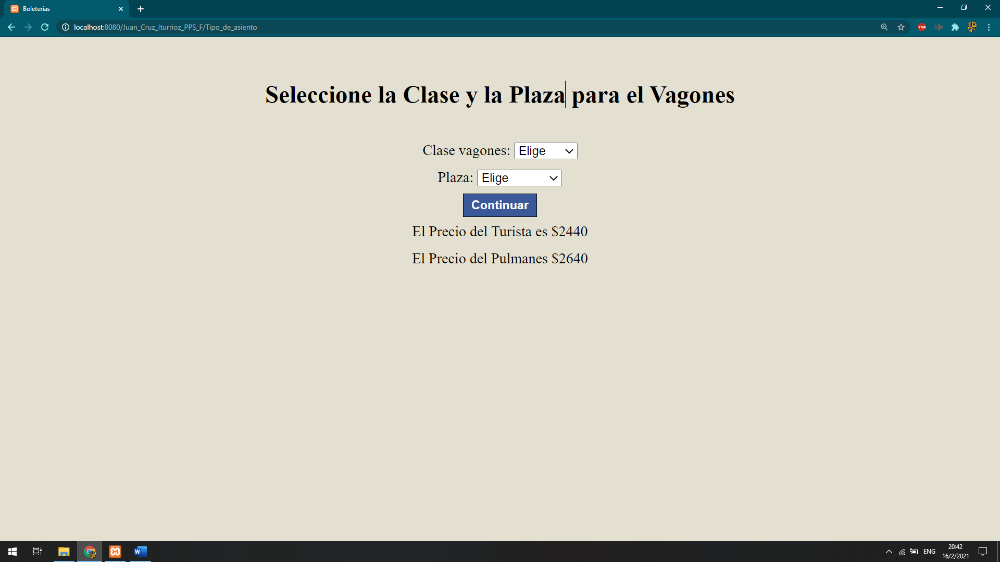 Boleterias
localhost:8080/Juan_Cruz_Iturrioz_PPS_F/Tipo_de_asiento
YAB
Seleccione la Clase y la Plaza para el Vagones
Clase vagones: Elige
Plaza: Elige
Continuar
El Precio del Turista es $2440
El Precio del Pulmanes $2640
W
ENG
20:42
16/2/2021